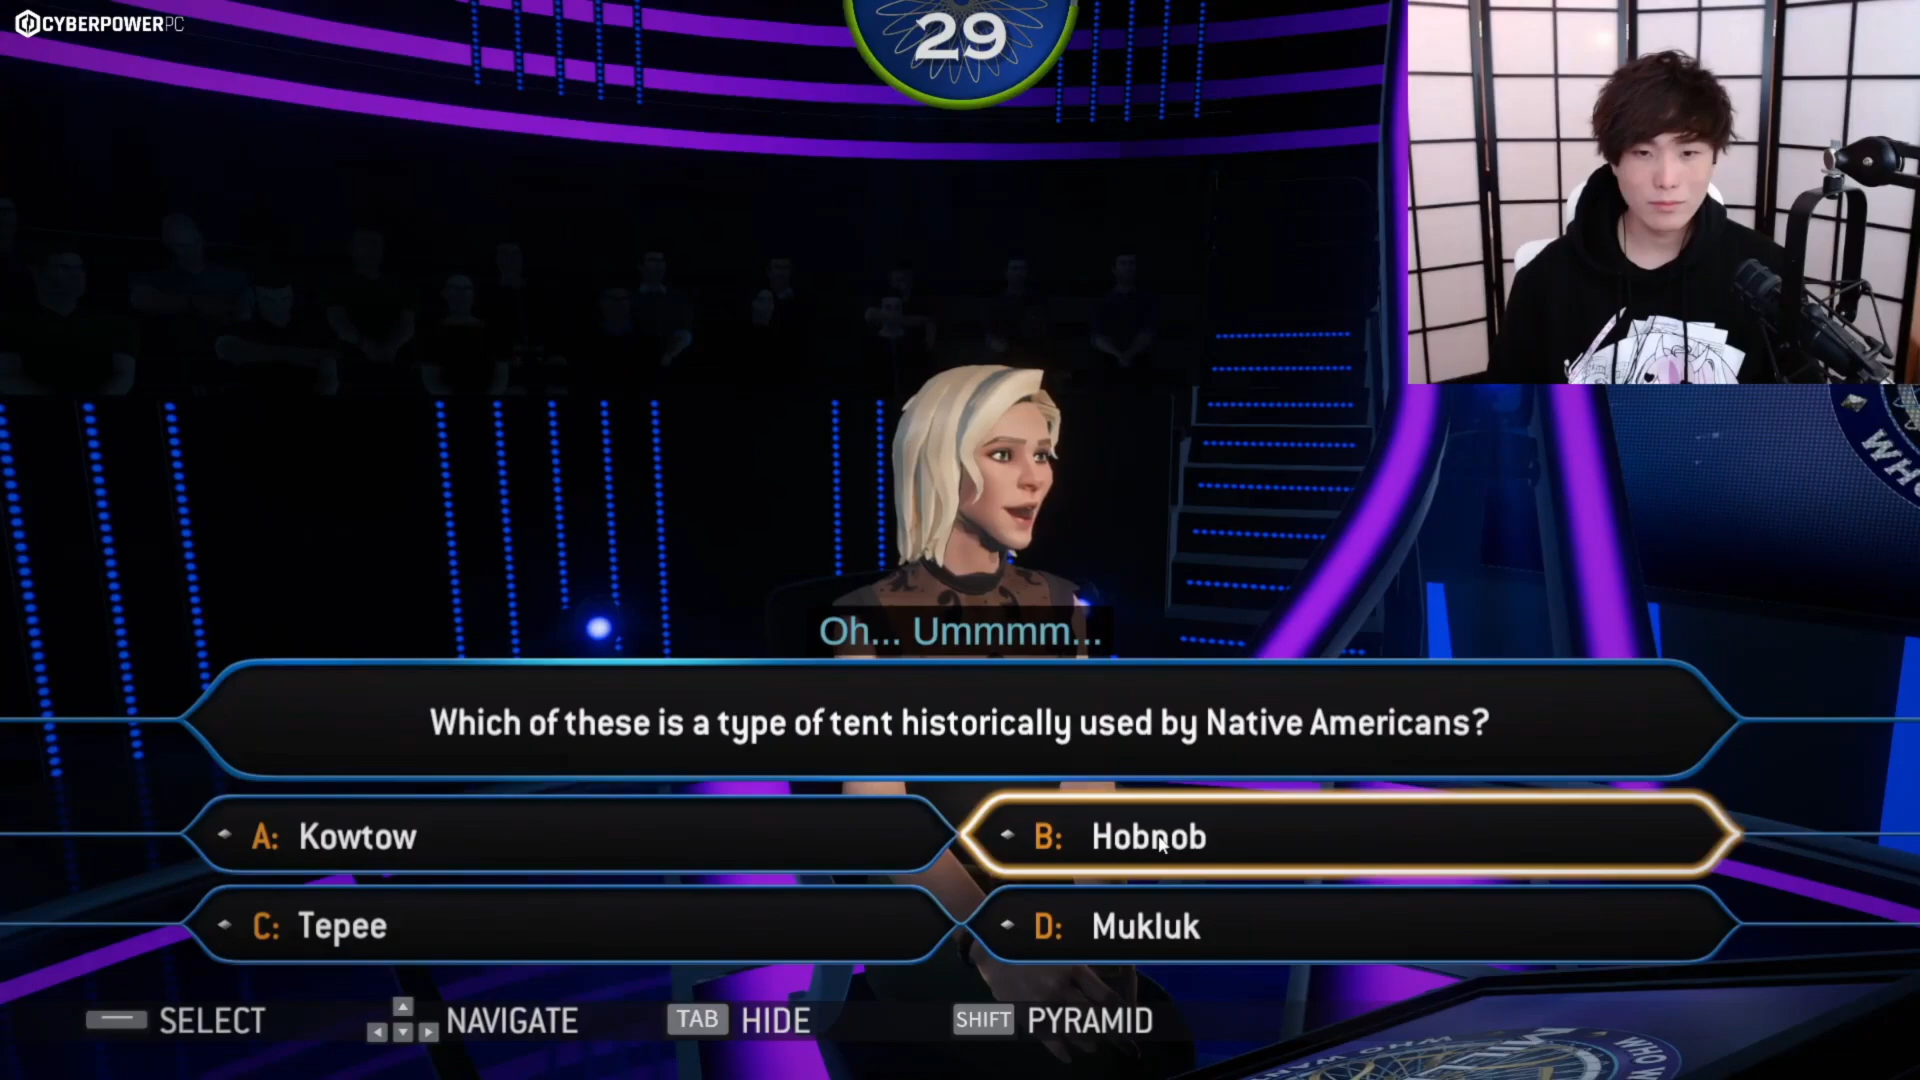 CYBERPOWERPC
29
Oh... Ummmm...
Which of these is a type of tent historically used by Native Americans?
A: Kowtow
B: Hobnob
C: Tepee
D: Mukluk
SELECT
NAVIGATE
TAB HIDE
SHIFT PYRAMID
WHO